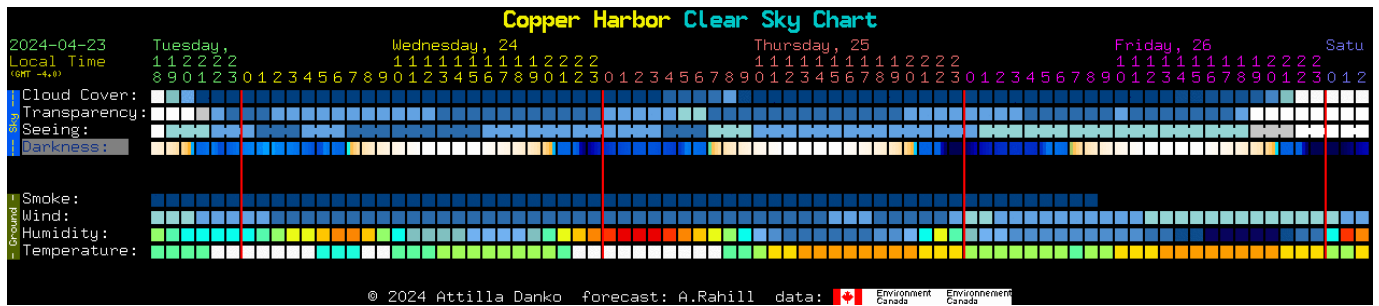 Copper Harbor Clear Sky Chart
2024-04-23 Tuesday, Wednesday, 24 Thursday, 25 Friday, 26 Satu
Local Time 1 1 2 2 2 2 1 1 1 1 1 1 1 1 1 1 2 2 2 2 1 1 1 1 1 1 1 1 1 1 2 2 2 2 1 1 1 1 1 1 1 1 1 1 2 2 2 2
(GMT -4.0) 8 9 0 1 2 3 0 1 2 3 4 5 6 7 8 9 0 1 2 3 4 5 6 7 8 9 0 1 2 3 0 1 2 3 4 5 6 7 8 9 0 1 2 3 4 5 6 7 8 9 0 1 2 3 0 1 2 3 4 5 6 7 8 9 0 1 2 3 4 5 6 7 8 9 0 1 2 3 0 1 2
Sky
Cloud Cover:
Transparency:
Seeing:
Darkness:
Ground
Smoke:
Wind:
Humidity:
Temperature:
© 2024 Attilla Danko forecast: A.Rahill data: Environment Canada Environnement Canada